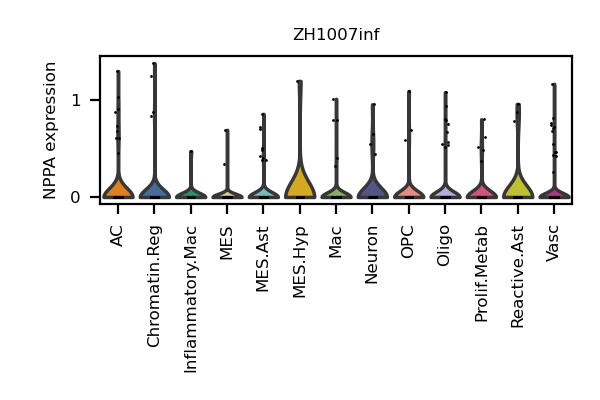 ZH1007inf
NPPA expression
1
0
AC
Chromatin.Reg
Inflammatory.Mac
MES
MES.Ast
MES.Hyp
Mac
Neuron
OPC
Oligo
Prolif.Metab
Reactive.Ast
Vasc